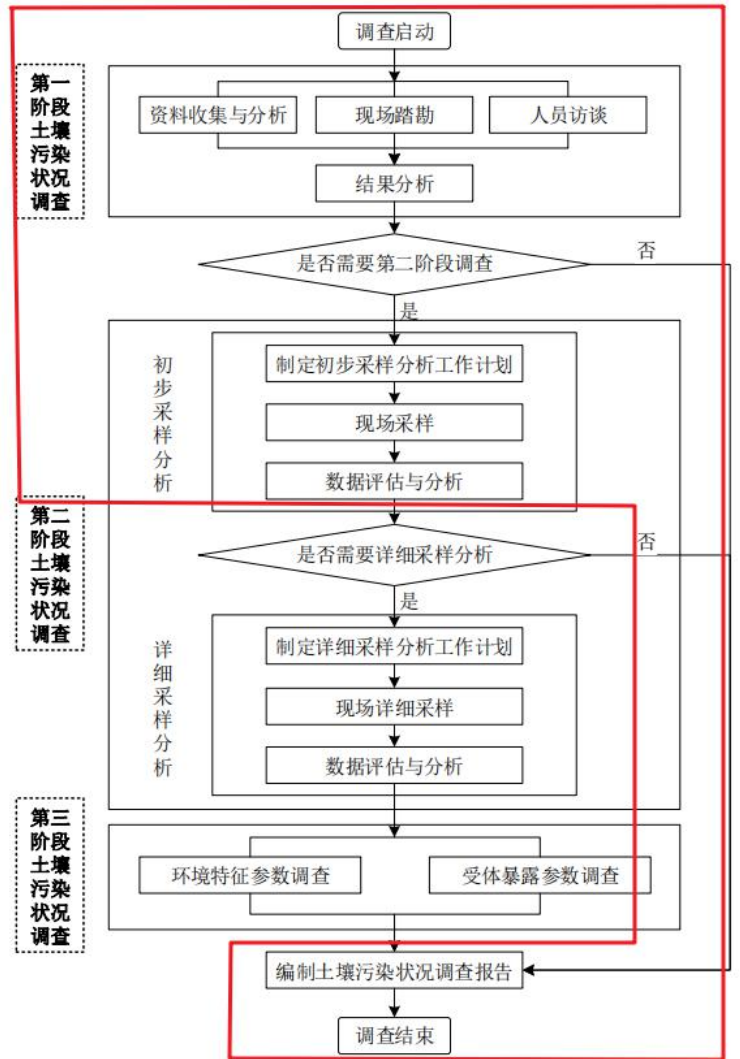 调查启动
第一
阶段
土壤
污染
状况
调查
资料收集与分析
现场踏勘
人员访谈
结果分析
是否需要第二阶段调查
否
是
初
步
采
样
分
析
制定初步采样分析工作计划
现场采样
数据评估与分析
第二
阶段
土壤
污染
状况
调查
是否需要详细采样分析
否
是
详
细
采
样
分
析
制定详细采样分析工作计划
现场详细采样
数据评估与分析
第三
阶段
土壤
污染
状况
调查
环境特征参数调查
受体暴露参数调查
编制土壤污染状况调查报告
调查结束